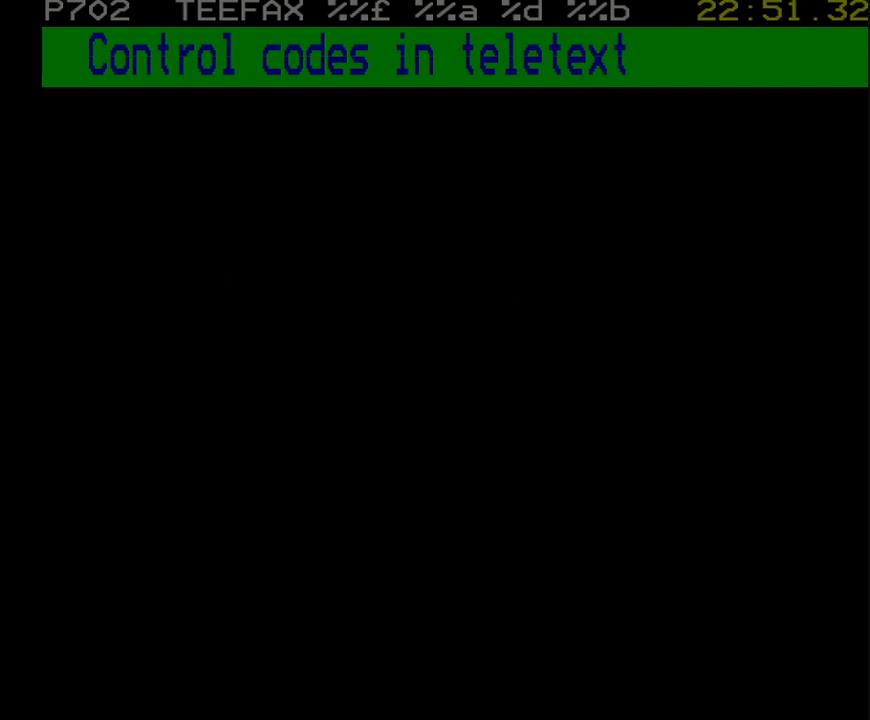 P702 TEEFAX %%£ %%a %d %%b 22:51.32
Control codes in teletext